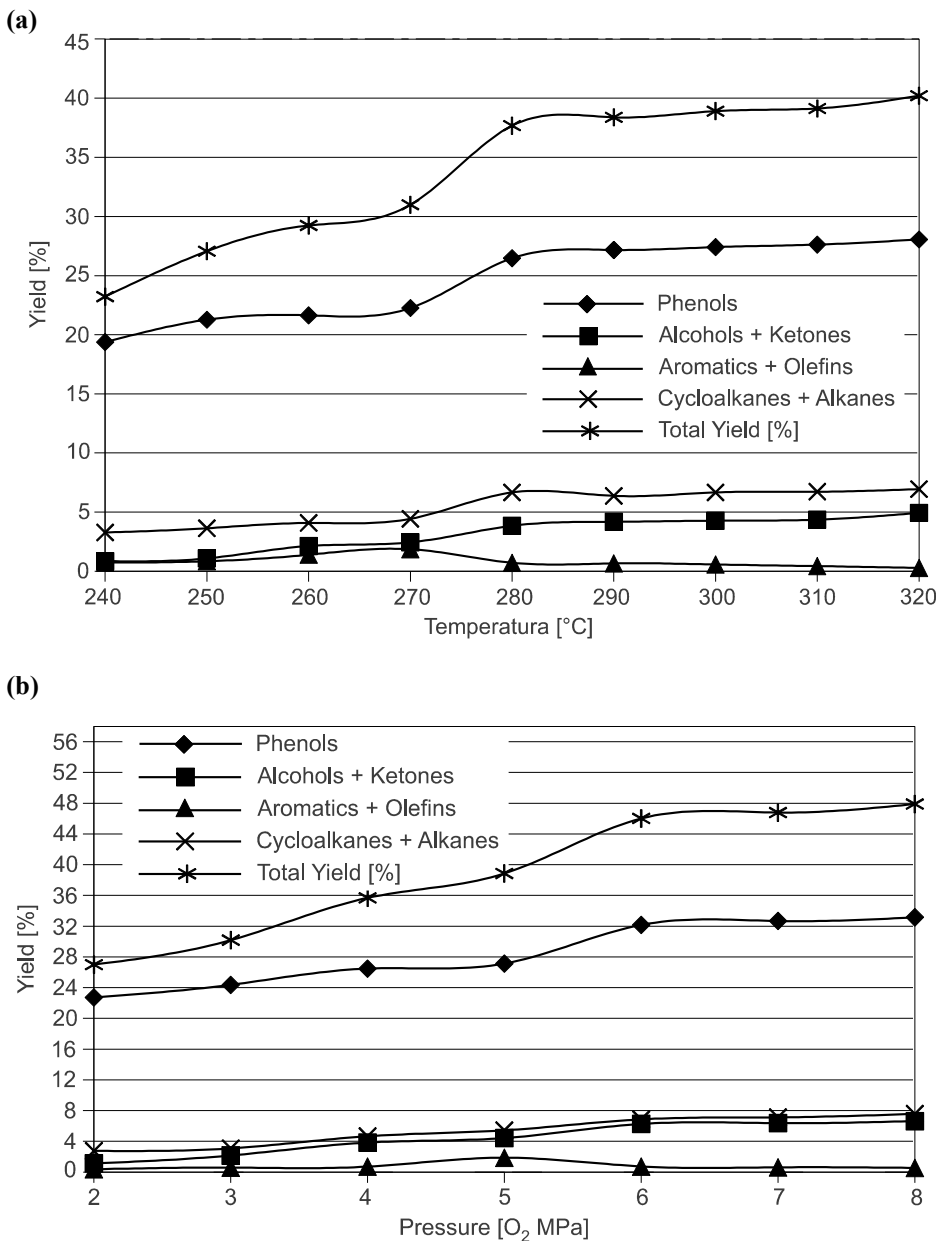 (a)
45
40
35
30
25
20
15
10
5
0
Yield [%]
Phenols
Alcohols + Ketones
Aromatics + Olefins
Cycloalkanes + Alkanes
Total Yield [%]
240 250 260 270 280 290 300 310 320
Temperatura [°C]
(b)
56
52
48
44
40
36
32
28
24
20
16
12
8
4
0
Yield [%]
Phenols
Alcohols + Ketones
Aromatics + Olefins
Cycloalkanes + Alkanes
Total Yield [%]
2 3 4 5 6 7 8
Pressure [O₂ MPa]